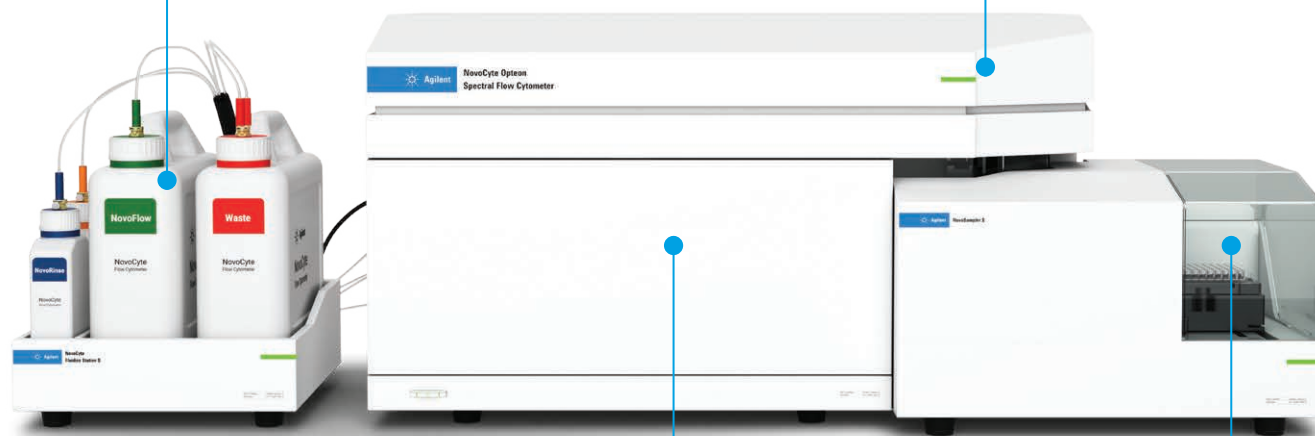 Agilent
NovoCyte Opteon
Spectral Flow Cytometer
NovoFlow
NovoCyte
Flow Cytometer
Waste
NovoCyte
Flow Cytometer
NovoRinse
NovoCyte
Agilent
NovoCyte
Fluidics Station S
Agilent
NovoSampler S